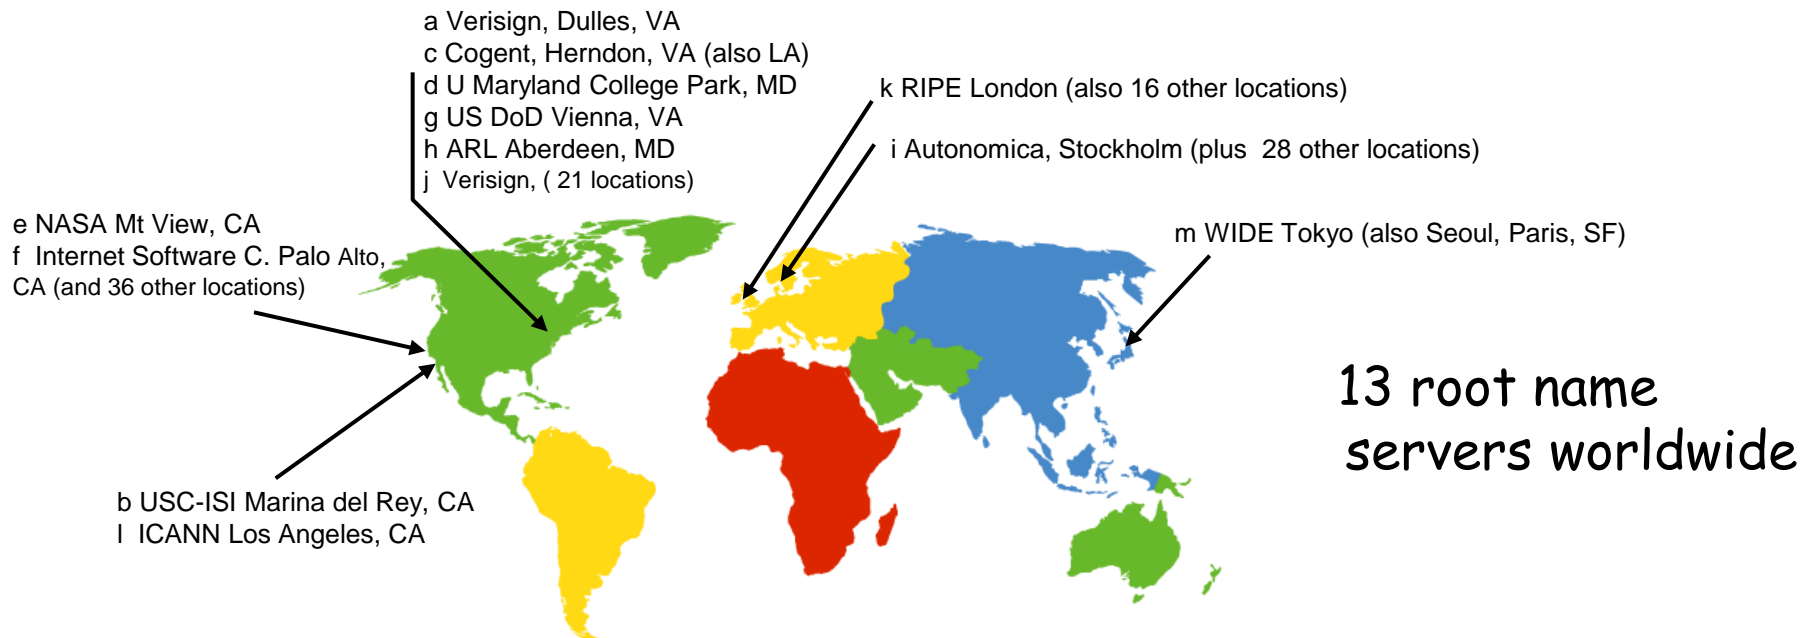 a Verisign, Dulles, VA
c Cogent, Herndon, VA (also LA)
d U Maryland College Park, MD
g US DoD Vienna, VA
h ARL Aberdeen, MD
j Verisign, ( 21 locations)
k RIPE London (also 16 other locations)
i Autonomica, Stockholm (plus 28 other locations)
e NASA Mt View, CA
f Internet Software C. Palo Alto,
CA (and 36 other locations)
m WIDE Tokyo (also Seoul, Paris, SF)
13 root name
servers worldwide
b USC-ISI Marina del Rey, CA
l ICANN Los Angeles, CA